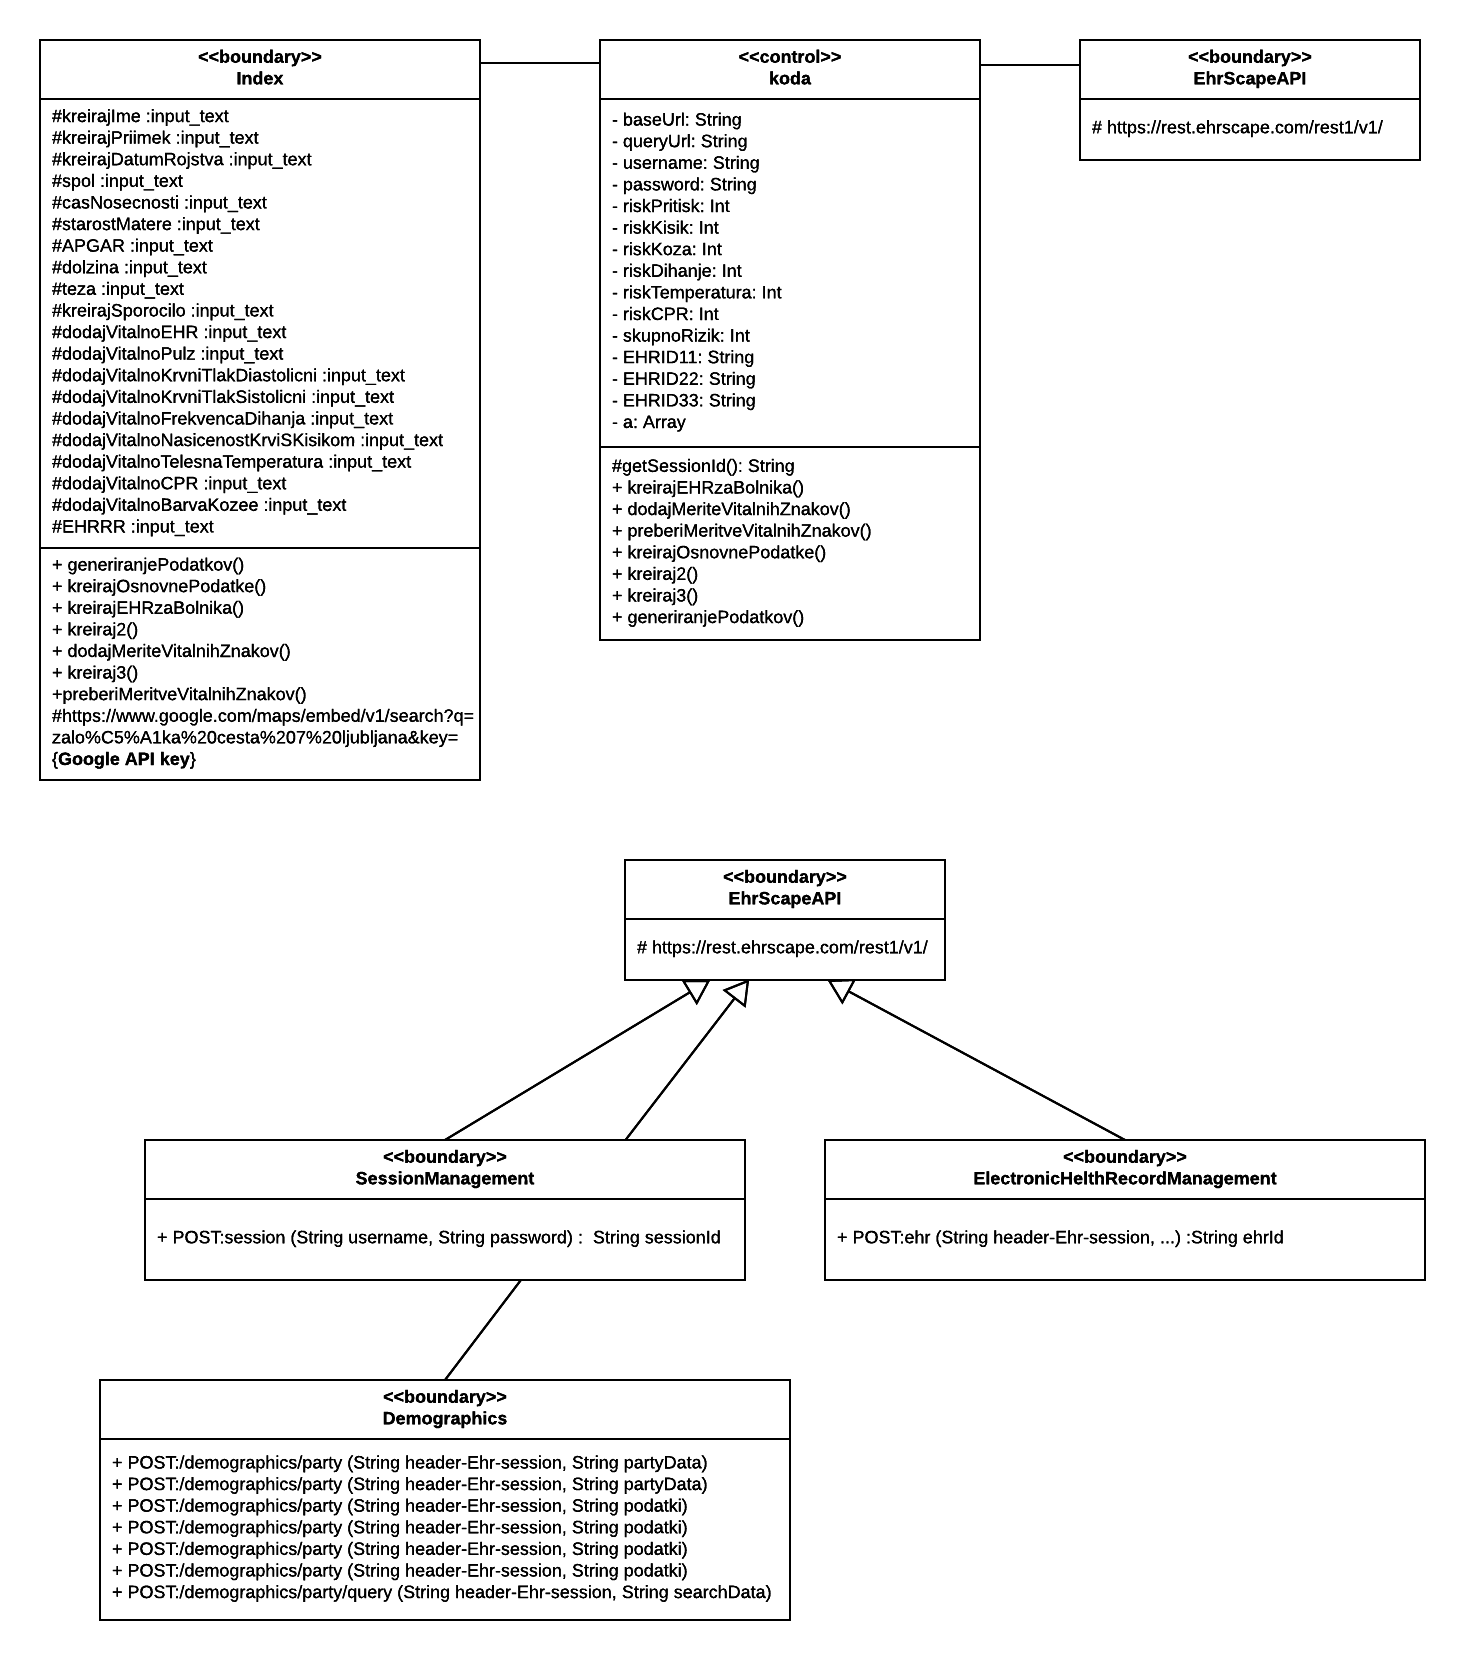 <<boundary>>
Index
#kreirajIme :input_text
#kreirajPriimek :input_text
#kreirajDatumRojstva :input_text
#spol :input_text
#casNosecnosti :input_text
#starostMatere :input_text
#APGAR :input_text
#dolzina :input_text
#teza :input_text
#kreirajSporocilo :input_text
#dodajVitalnoEHR :input_text
#dodajVitalnoPulz :input_text
#dodajVitalnoKrvniTlakDiastolicni :input_text
#dodajVitalnoKrvniTlakSistolicni :input_text
#dodajVitalnoFrekvencaDihanja :input_text
#dodajVitalnoNasicenostKrviSKisikom :input_text
#dodajVitalnoTelesnaTemperatura :input_text
#dodajVitalnoCPR :input_text
#dodajVitalnoBarvaKozee :input_text
#EHRRR :input_text
+ generiranjePodatkov()
+ kreirajOsnovnePodatke()
+ kreirajEHRzaBolnika()
+ kreiraj2()
+ dodajMeriteVitalnihZnakov()
+ kreiraj3()
+preberiMeritveVitalnihZnakov()
#https://www.google.com/maps/embed/v1/search?q=
zalo%C5%A1ka%20cesta%207%20ljubljana&key=
{Google API key}
<<control>>
koda
- baseUrl: String
- queryUrl: String
- username: String
- password: String
- riskPritisk: Int
- riskKisik: Int
- riskKoza: Int
- riskDihanje: Int
- riskTemperatura: Int
- riskCPR: Int
- skupnoRizik: Int
- EHRID11: String
- EHRID22: String
- EHRID33: String
- a: Array
#getSessionId(): String
+ kreirajEHRzaBolnika()
+ dodajMeriteVitalnihZnakov()
+ preberiMeritveVitalnihZnakov()
+ kreirajOsnovnePodatke()
+ kreiraj2()
+ kreiraj3()
+ generiranjePodatkov()
<<boundary>>
EhrScapeAPI
# https://rest.ehrscape.com/rest1/v1/
<<boundary>>
EhrScapeAPI
# https://rest.ehrscape.com/rest1/v1/
<<boundary>>
SessionManagement
+ POST:session (String username, String password) :  String sessionId
<<boundary>>
ElectronicHelthRecordManagement
+ POST:ehr (String header-Ehr-session, ...) :String ehrId
<<boundary>>
Demographics
+ POST:/demographics/party (String header-Ehr-session, String partyData)
+ POST:/demographics/party (String header-Ehr-session, String partyData)
+ POST:/demographics/party (String header-Ehr-session, String podatki)
+ POST:/demographics/party (String header-Ehr-session, String podatki)
+ POST:/demographics/party (String header-Ehr-session, String podatki)
+ POST:/demographics/party (String header-Ehr-session, String podatki)
+ POST:/demographics/party/query (String header-Ehr-session, String searchData)